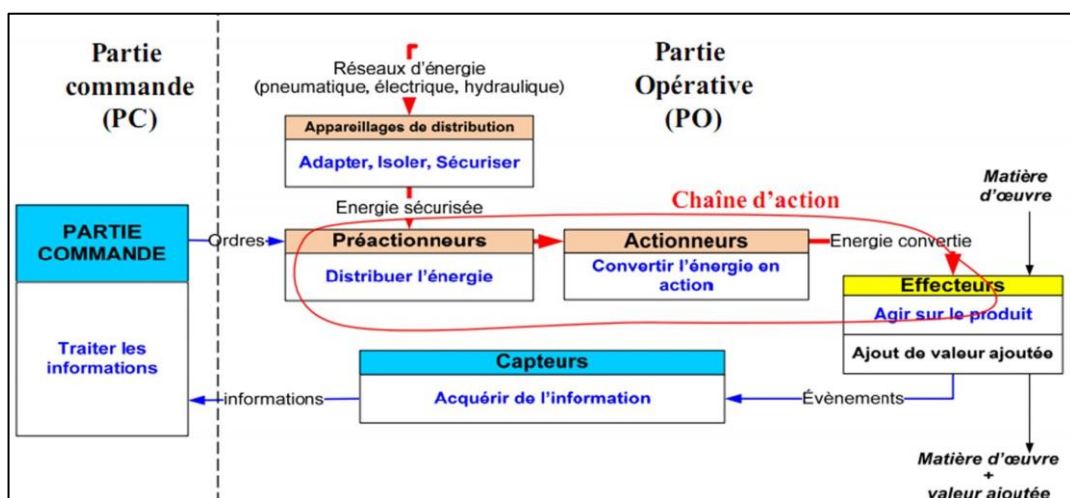 Partie
commande
(PC)
Partie
Opérative
(PO)
Réseaux d'énergie
(pneumatique, électrique, hydraulique)
Appareillages de distribution
Adapter, Isoler, Sécuriser
Energie sécurisée
Chaîne d'action
Matière
d'œuvre
PARTIE
COMMANDE
Traiter les
informations
Ordres
Préactionneurs
Distribuer l'énergie
Actionneurs
Convertir l'énergie en
action
Energie convertie
Effecteurs
Agir sur le produit
Ajout de valeur ajoutée
Capteurs
Acquérir de l'information
informations
Évènements
Matière d'œuvre
+
valeur ajoutée